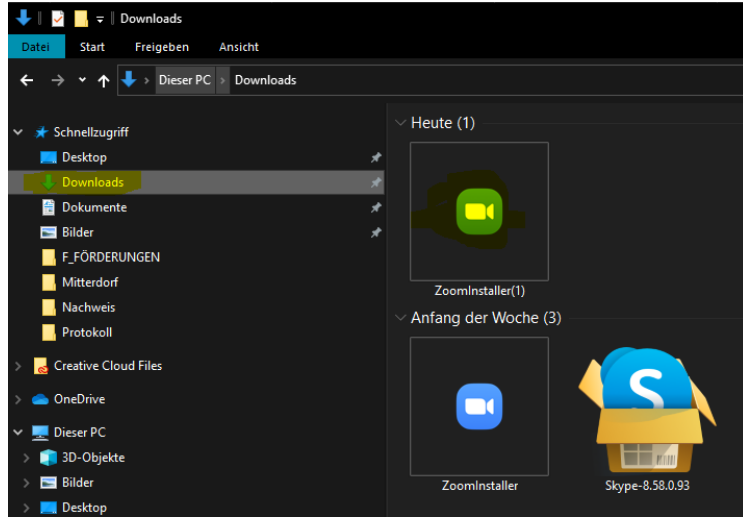 Downloads
Datei Start Freigeben Ansicht
Dieser PC Downloads
Schnellzugriff
Desktop
Downloads
Dokumente
Bilder
F_FÖRDERUNGEN
Mitterdorf
Nachweis
Protokoll
Creative Cloud Files
OneDrive
Dieser PC
3D-Objekte
Bilder
Desktop
Heute (1)
ZoomInstaller(1)
Anfang der Woche (3)
ZoomInstaller Skype-8.58.0.93